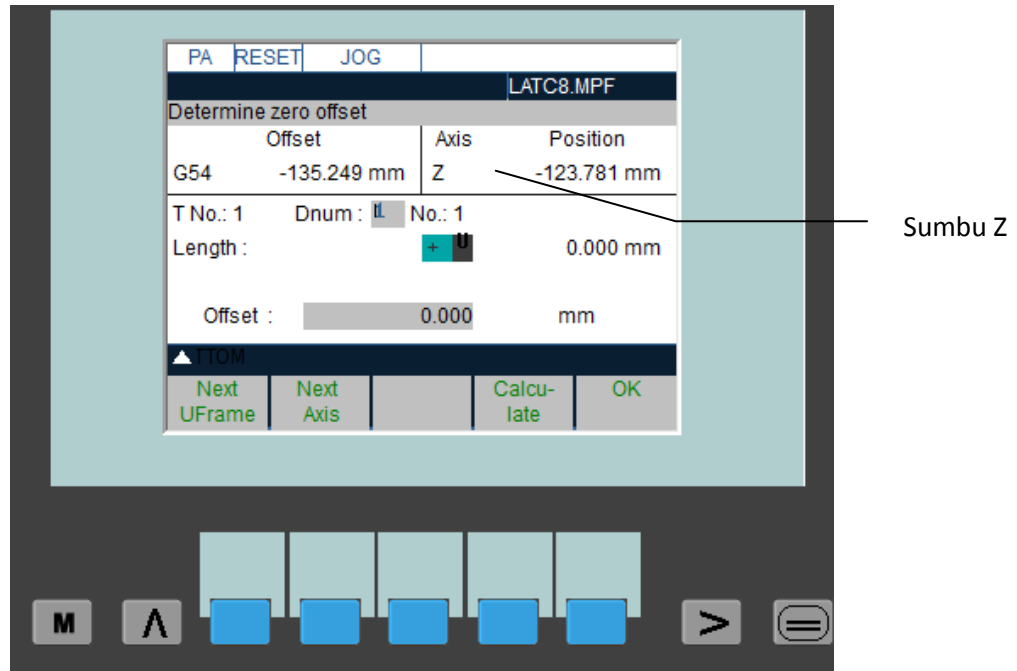 PA RESET JOG
LATC8.MPF
Determine zero offset
Offset Axis Position
G54 -135.249 mm Z -123.781 mm
T No.: 1 Dnum : No.: 1
Length : + U 0.000 mm
Offset : 0.000 mm
TTOM
Next UFrame Next Axis Calcu-late OK
Sumbu Z
M Λ >